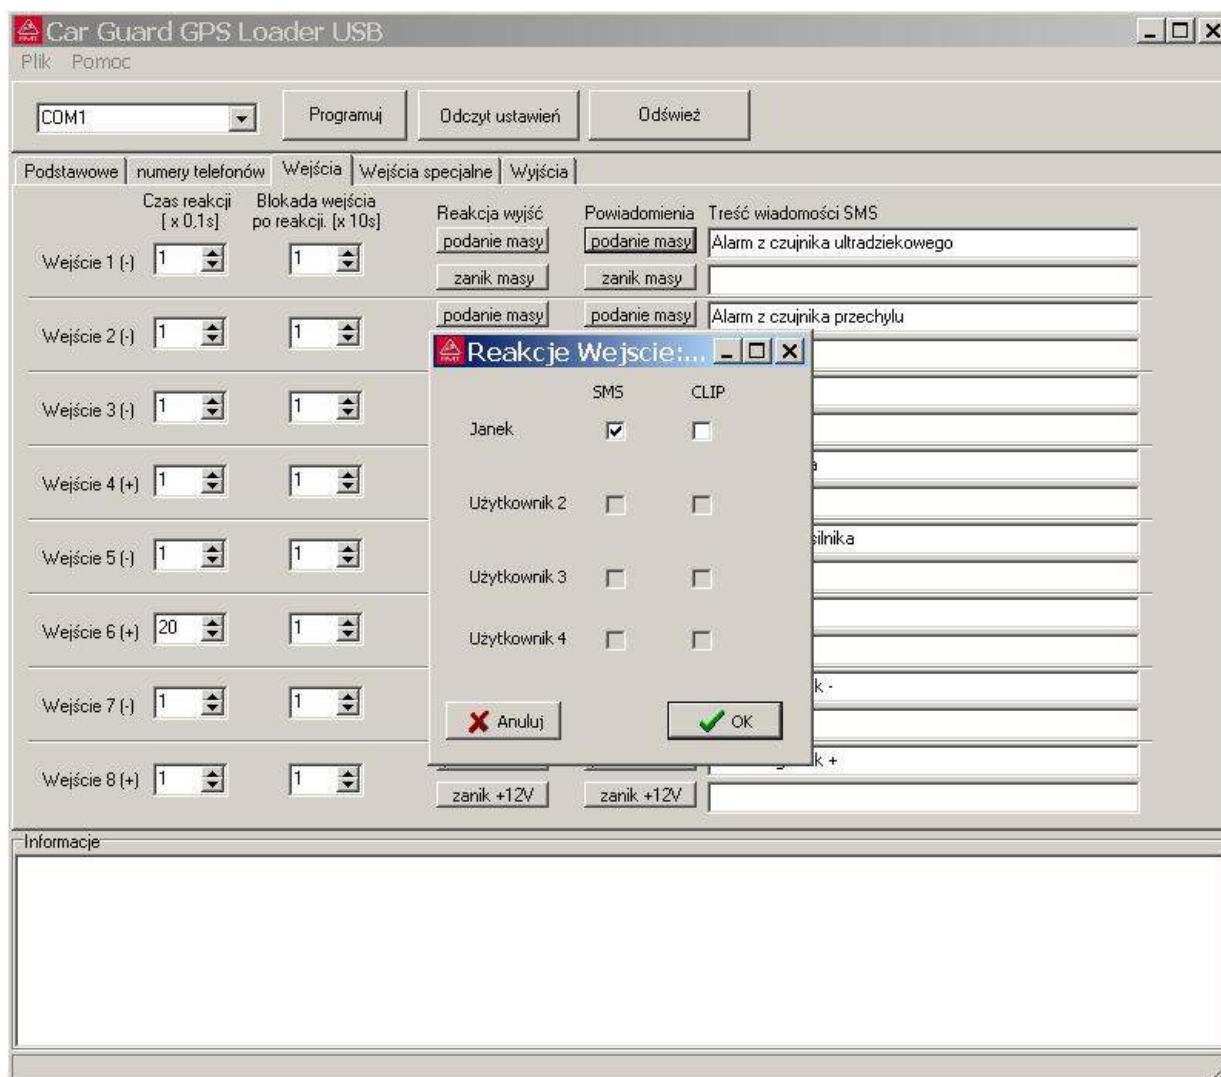 Car Guard GPS Loader USB
Plik Pomoc
COM1 Programuj Odczyt ustawień Odśwież
Podstawowe numery telefonów Wejścia Wejścia specjalne Wyjścia
Czas reakcji Blokada wejścia
[ x 0,1s] po reakcji. [x 10s] Reakcja wyjść Powiadomienia Treść wiadomości SMS
podanie masy podanie masy Alarm z czujnika ultradziekowego
Wejście 1 (-) 1 1
zanik masy zanik masy
podanie masy podanie masy Alarm z czujnika przechylu
Wejście 2 (-) 1 1
Reakcje Wejscie:...
SMS CLIP
Wejście 3 (-) 1 1
Janek
Wejście 4 (+) 1 1
Użytkownik 2
silnika
Wejście 5 (-) 1 1
Użytkownik 3
Wejście 6 (+) 20 1
Użytkownik 4
k -
Wejście 7 (-) 1 1
Anuluj OK
k +
Wejście 8 (+) 1 1
zanik +12V zanik +12V
Informacje